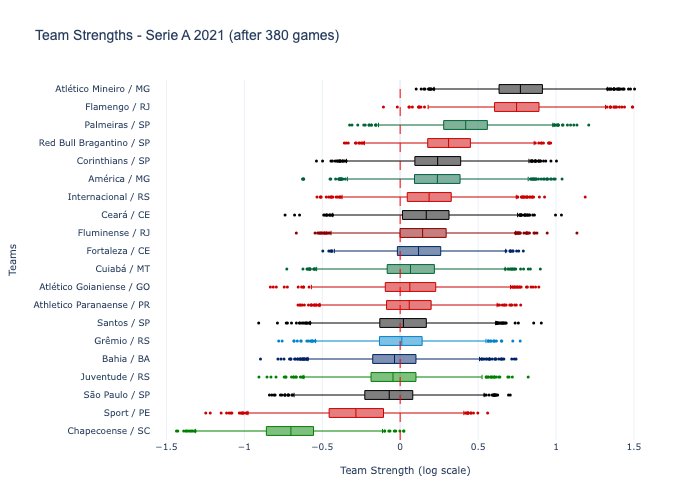 Team Strengths - Serie A 2021 (after 380 games)
Teams
Atlético Mineiro / MG
Flamengo / RJ
Palmeiras / SP
Red Bull Bragantino / SP
Corinthians / SP
América / MG
Internacional / RS
Ceará / CE
Fluminense / RJ
Fortaleza / CE
Cuiabá / MT
Atlético Goianiense / GO
Athletico Paranaense / PR
Santos / SP
Grêmio / RS
Bahia / BA
Juventude / RS
São Paulo / SP
Sport / PE
Chapecoense / SC
−1.5 −1 −0.5 0 0.5 1 1.5
Team Strength (log scale)